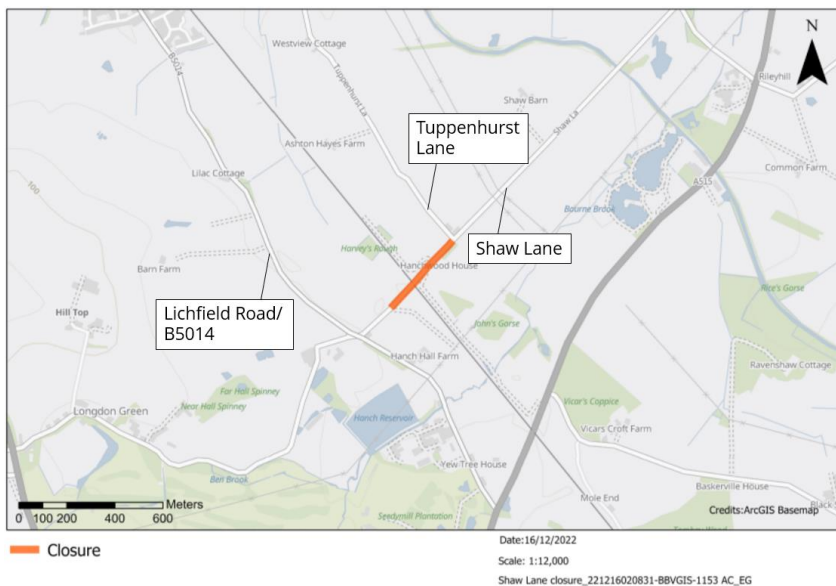 N
Westview Cottage
B5014
Tuppenhurst La
Rileyhill
Shaw Barn
Shaw La
Tuppenhurst
Lane
Ashton Hayes Farm
Common Farm
Lilac Cottage
A515
100
Bourne Brook
Shaw Lane
Harvey's Rough
Hanchwood House
Barn Farm
Lichfield Road/
B5014
Rice's Gorse
Hill Top
John's Gorse
Hanch Hall Farm
Ravenshaw Cottage
Far Hall Spinney
Near Hall Spinney
Longdon Green
Hanch Reservoir
Vicar's Coppice
Vicars Croft Farm
Yew Tree House
Ben Brook
Baskerville House
Mole End
Seedymill Plantation
Black
Meters
0 100 200 400 600
Credits:ArcGIS Basemap
Closure
Date:16/12/2022
Scale: 1:12,000
Shaw Lane closure_221216020831-BBVGIS-1153 AC_EG